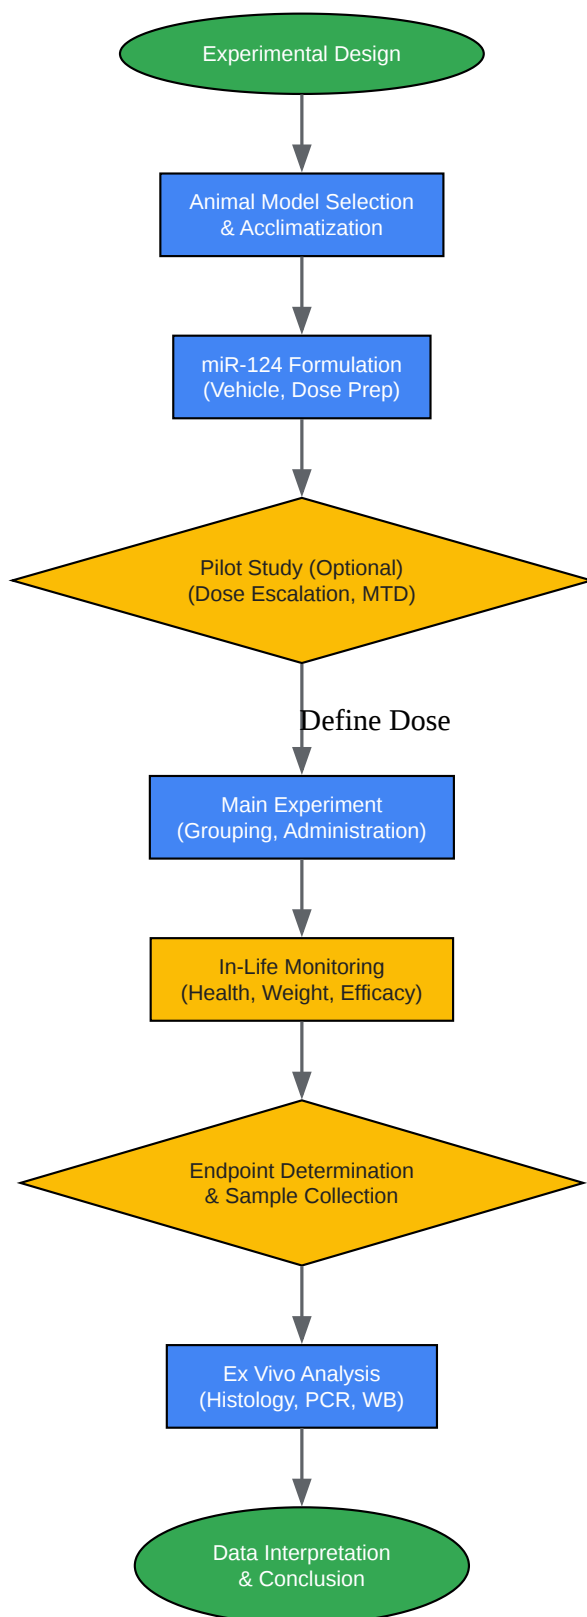 Experimental Design
Animal Model Selection
& Acclimatization
miR-124 Formulation
(Vehicle, Dose Prep)
Pilot Study (Optional)
(Dose Escalation, MTD)
Define Dose
Main Experiment
(Grouping, Administration)
In-Life Monitoring
(Health, Weight, Efficacy)
Endpoint Determination
& Sample Collection
Ex Vivo Analysis
(Histology, PCR, WB)
Data Interpretation
& Conclusion